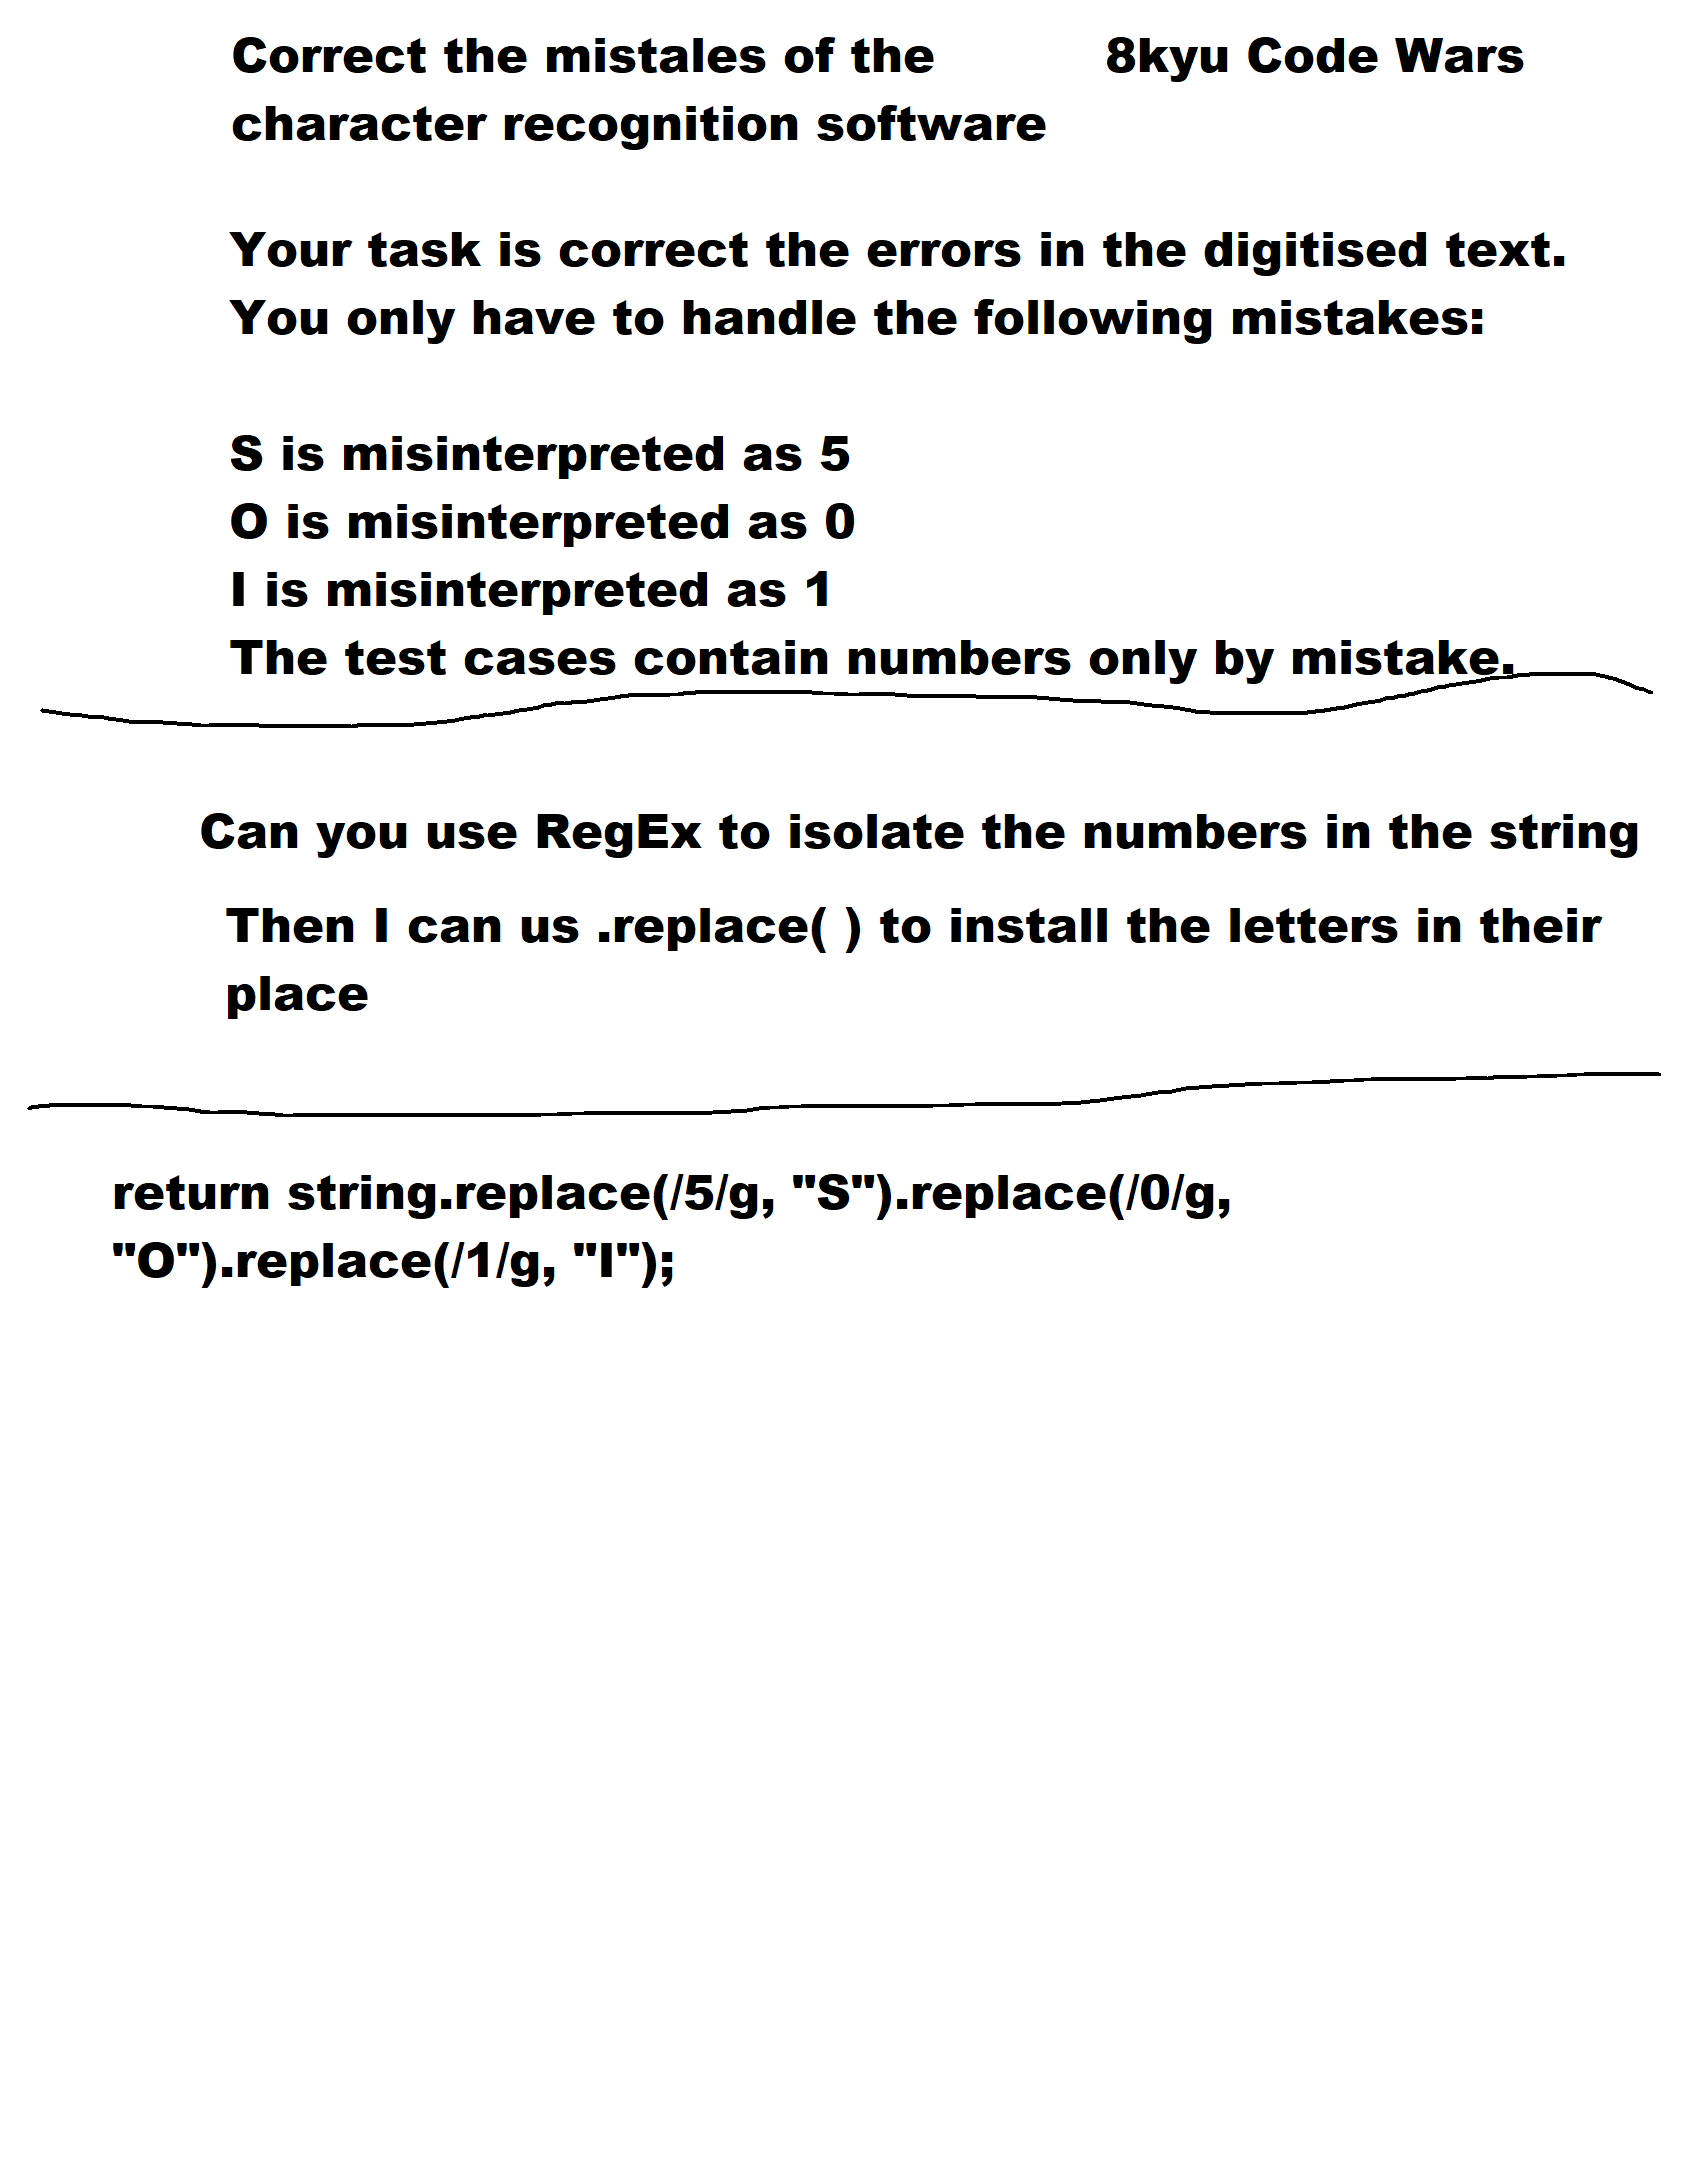 Correct the mistales of the
character recognition software
8kyu Code Wars
Your task is correct the errors in the digitised text.
You only have to handle the following mistakes:
S is misinterpreted as 5
O is misinterpreted as 0
I is misinterpreted as 1
The test cases contain numbers only by mistake.
Can you use RegEx to isolate the numbers in the string
Then I can us .replace( ) to install the letters in their
place
return string.replace(/5/g, "S").replace(/0/g,
"O").replace(/1/g, "I");